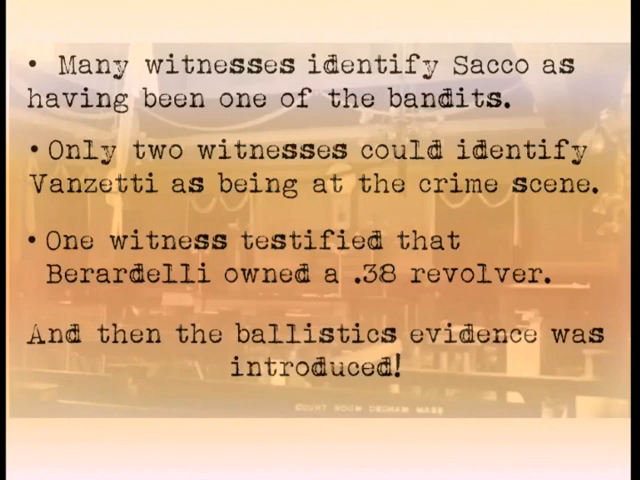 • Many witnesses identify Sacco as
having been one of the bandits.
• Only two witnesses could identify
Vanzetti as being at the crime scene.
• One witness testified that
Berardelli owned a .38 revolver.
And then the ballistics evidence was
introduced!
COURT ROOM DEDHAM MASS